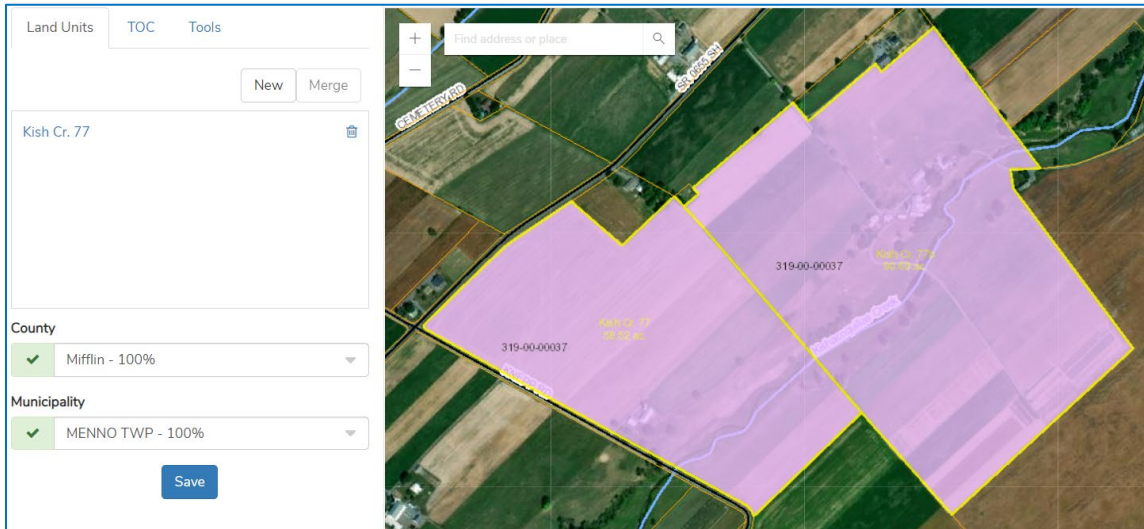 Land Units
TOC
Tools
New
Merge
Kish Cr. 77
County
Mifflin - 100%
Municipality
MENNO TWP - 100%
Save
+
−
Find address or place
CEMETERY RD
SR 0655 SH
319-00-00037
Kish Cr. 77
319-00-00037